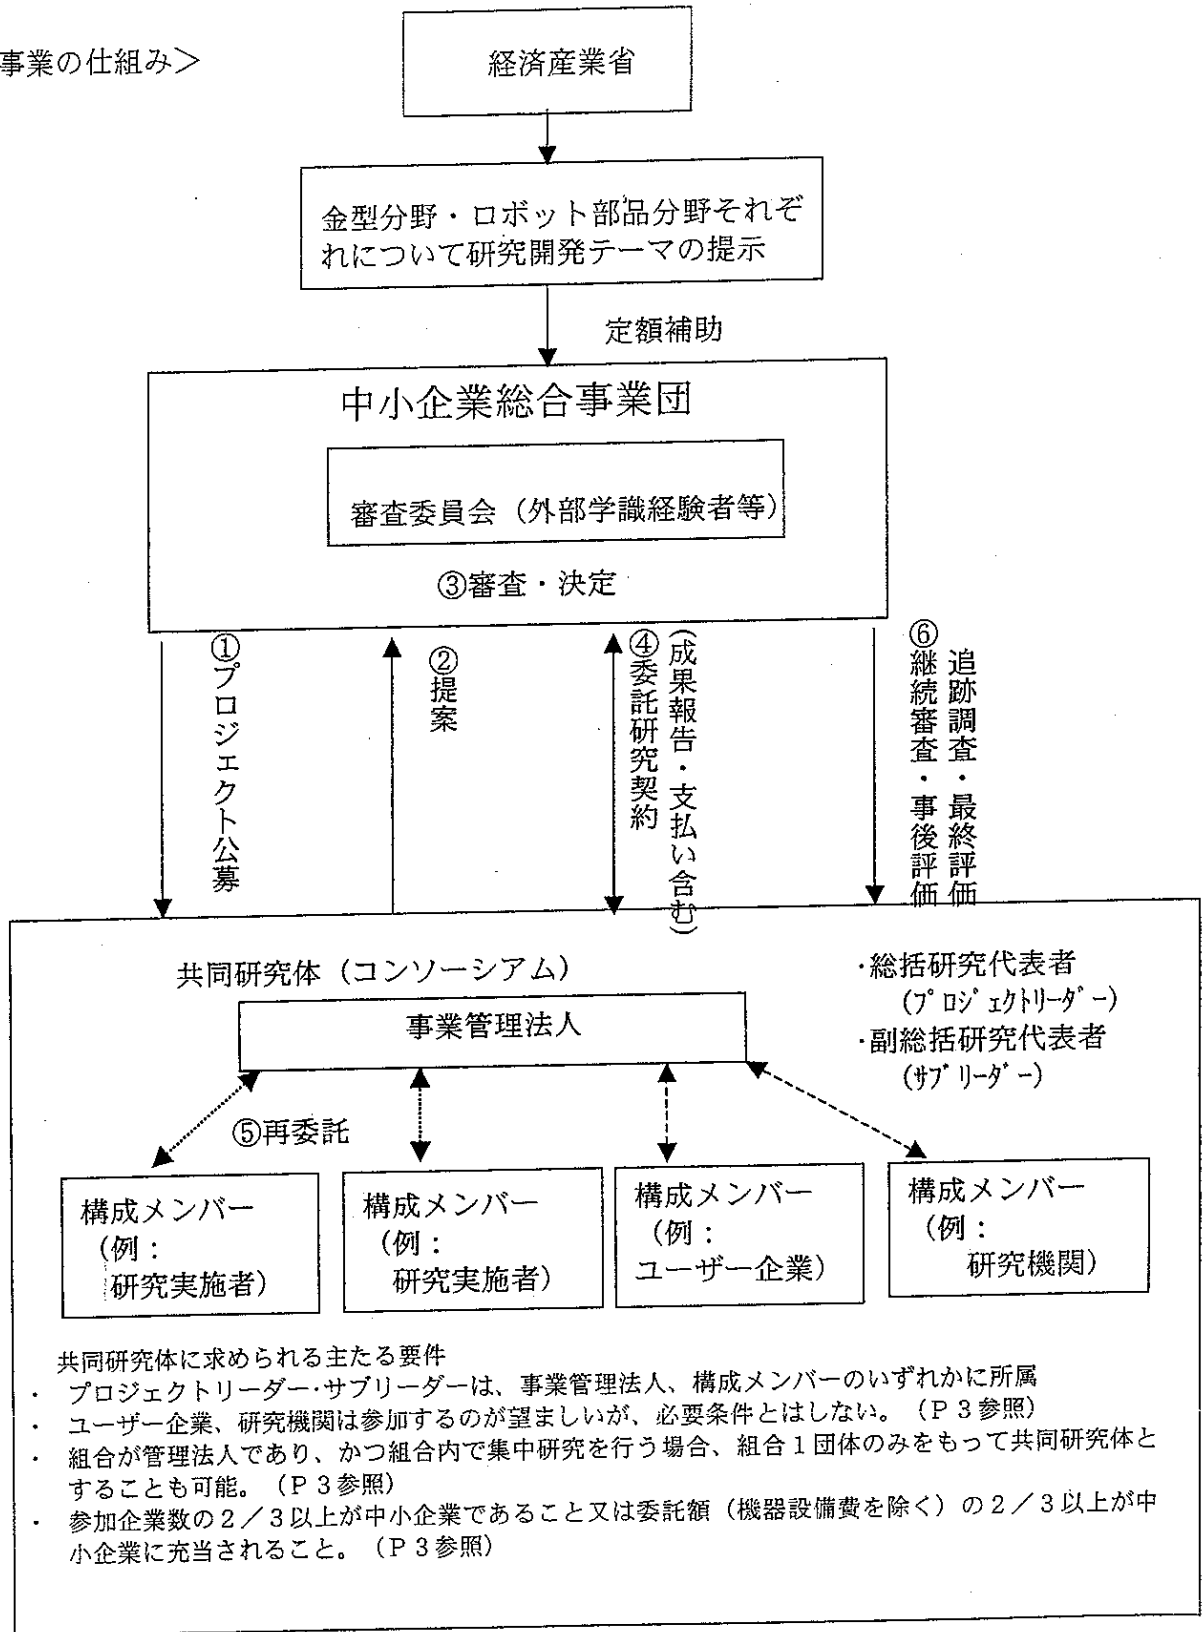 事業の仕組み＞
経済産業省
金型分野・ロボット部品分野それぞ
れについて研究開発テーマの提示
定額補助
中小企業総合事業団
審査委員会（外部学識経験者等）
③審査・決定
①プロジェクト公募
②提案
④委託研究契約
（成果報告・支払い含む）
⑥継続審査・事後評価
追跡調査・最終評価
共同研究体（コンソーシアム）
・総括研究代表者
（ﾌﾟﾛｼﾞｪｸﾄﾘｰﾀﾞｰ）
・副総括研究代表者
（ｻﾌﾞﾘｰﾀﾞｰ）
事業管理法人
⑤再委託
構成メンバー
（例：
研究実施者）
構成メンバー
（例：
研究実施者）
構成メンバー
（例：
ユーザー企業）
構成メンバー
（例：
研究機関）
共同研究体に求められる主たる要件
・ プロジェクトリーダー・サブリーダーは、事業管理法人、構成メンバーのいずれかに所属
・ ユーザー企業、研究機関は参加するのが望ましいが、必要条件とはしない。（Ｐ３参照）
・ 組合が管理法人であり、かつ組合内で集中研究を行う場合、組合１団体のみをもって共同研究体と
することも可能。（Ｐ３参照）
・ 参加企業数の２／３以上が中小企業であること又は委託額（機器設備費を除く）の２／３以上が中
小企業に充当されること。（Ｐ３参照）